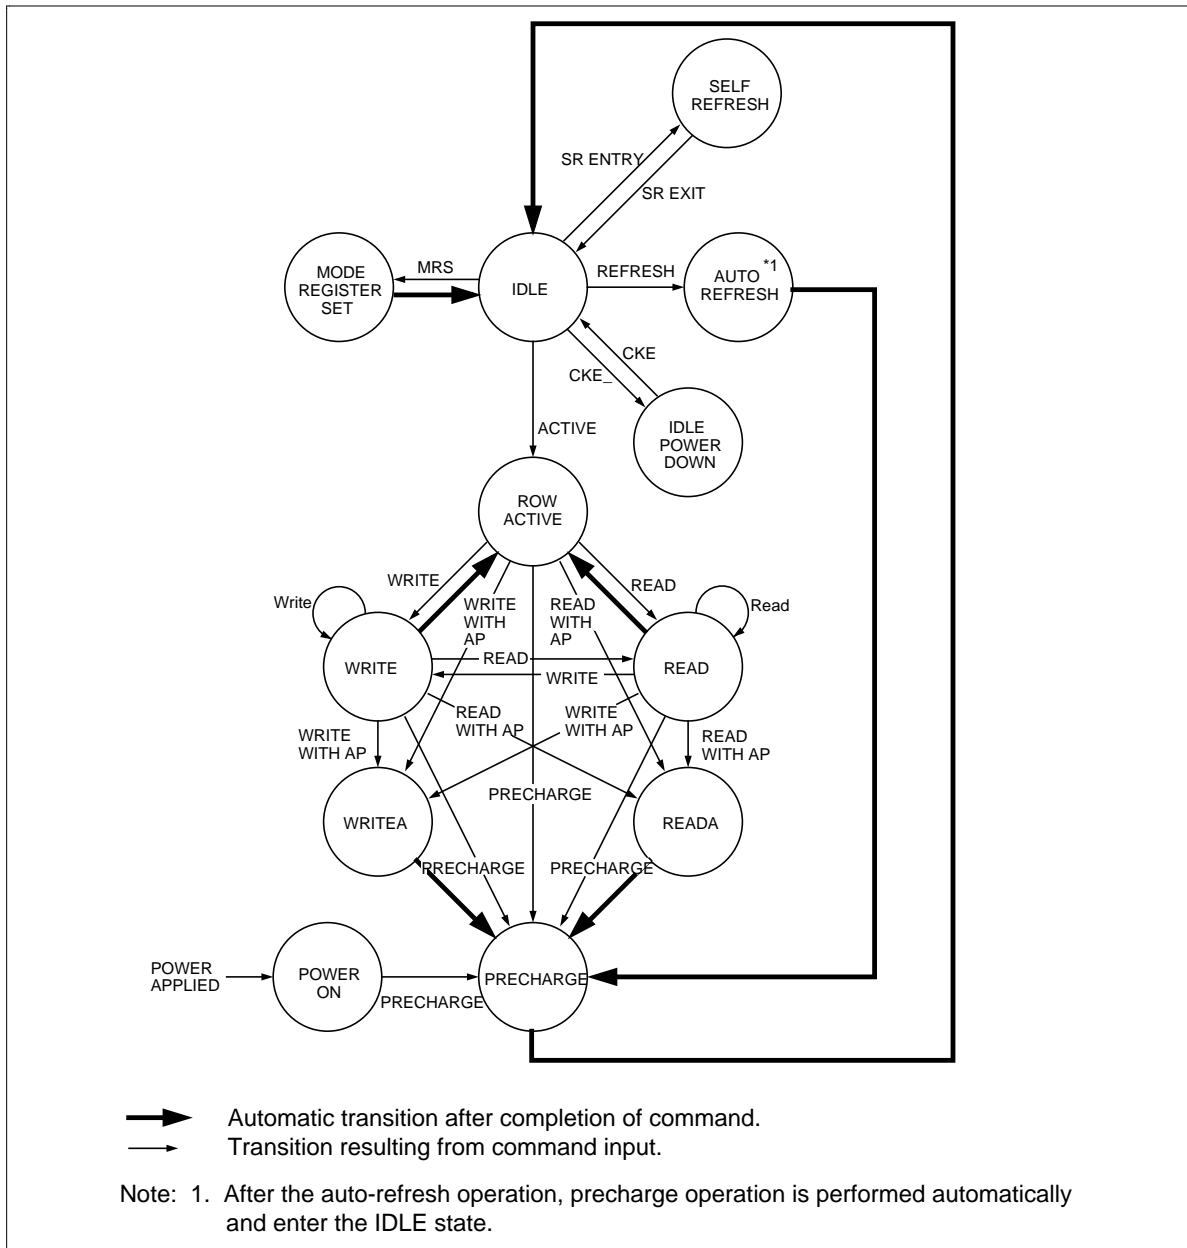 SELF
REFRESH
SR ENTRY
SR EXIT
MODE
REGISTER
SET
MRS
IDLE
REFRESH
AUTO *1
REFRESH
CKE
CKE_
IDLE
POWER
DOWN
ACTIVE
ROW
ACTIVE
WRITE
READ
Write
WRITE
WITH
AP
READ
WITH
AP
Read
WRITE
READ
READ
WRITE
READ
WITH AP
WRITE
WITH AP
WRITE
WITH AP
READ
WITH AP
PRECHARGE
WRITEA
READA
PRECHARGE
PRECHARGE
POWER
APPLIED
POWER
ON
PRECHARGE
PRECHARGE
Automatic transition after completion of command.
Transition resulting from command input.
Note: 1. After the auto-refresh operation, precharge operation is performed automatically
and enter the IDLE state.